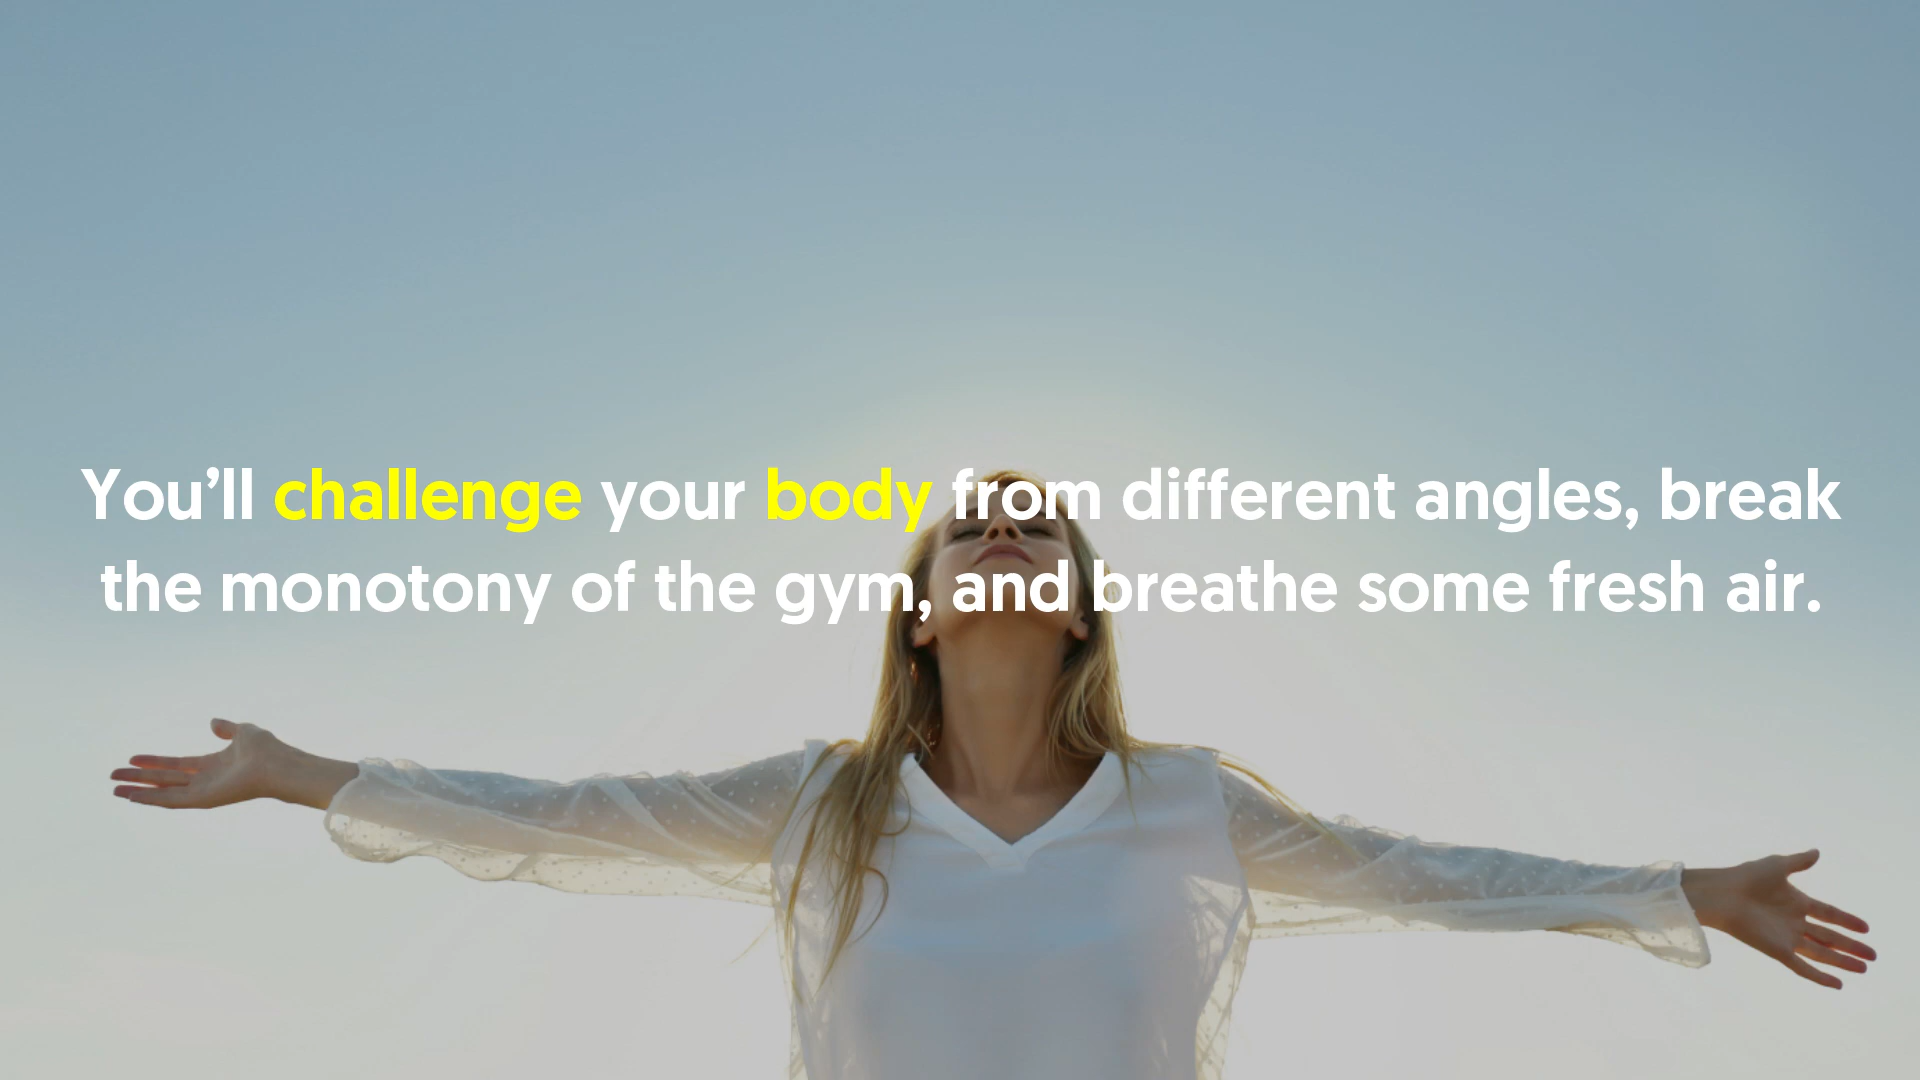 You’ll challenge your body from different angles, break
the monotony of the gym, and breathe some fresh air.